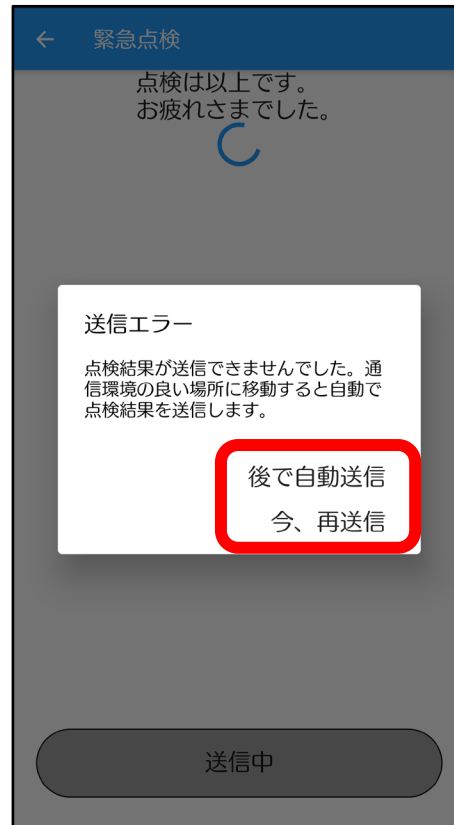 緊急点検
点検は以上です。
お疲れさまでした。
送信エラー
点検結果が送信できませんでした。通
信環境の良い場所に移動すると自動で
点検結果を送信します。
後で自動送信
今、再送信
送信中